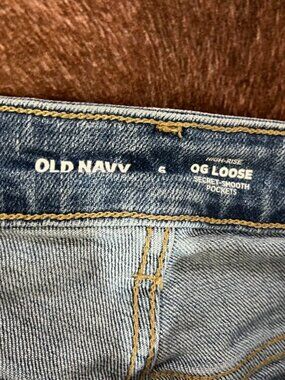 OLD NAVY
HIGH-RISE
OG LOOSE
SECRET-SMOOTH
POCKETS